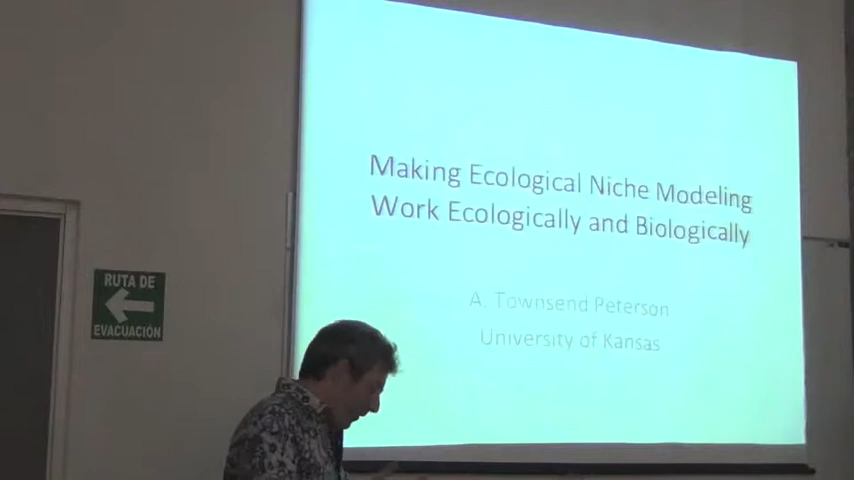 Making Ecological Niche Modeling
Work Ecologically and Biologically
A. Townsend Peterson
University of Kansas
RUTA DE
EVACUACIÓN